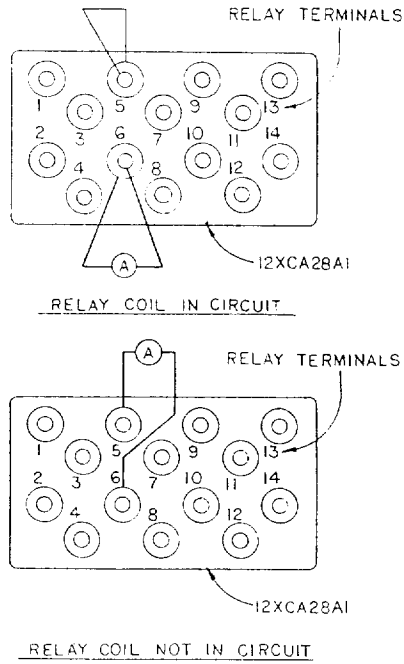 RELAY TERMINALS
1 5 9 13
3 7 11
2 6 10 14
4 8 12
A
12XCA28A1
RELAY COIL IN CIRCUIT
A
RELAY TERMINALS
1 5 9 13
3 7 11
2 6 10 14
4 8 12
12XCA28A1
RELAY COIL NOT IN CIRCUIT